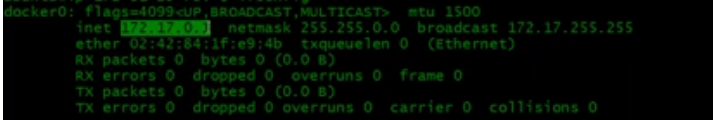 docker0: flags=4099<UP,BROADCAST,MULTICAST> mtu 1500
inet 172.17.0.1 netmask 255.255.0.0 broadcast 172.17.255.255
ether 02:42:84:1f:e9:4b txqueuelen 0 (Ethernet)
RX packets 0 bytes 0 (0.0 B)
RX errors 0 dropped 0 overruns 0 frame 0
TX packets 0 bytes 0 (0.0 B)
TX errors 0 dropped 0 overruns 0 carrier 0 collisions 0